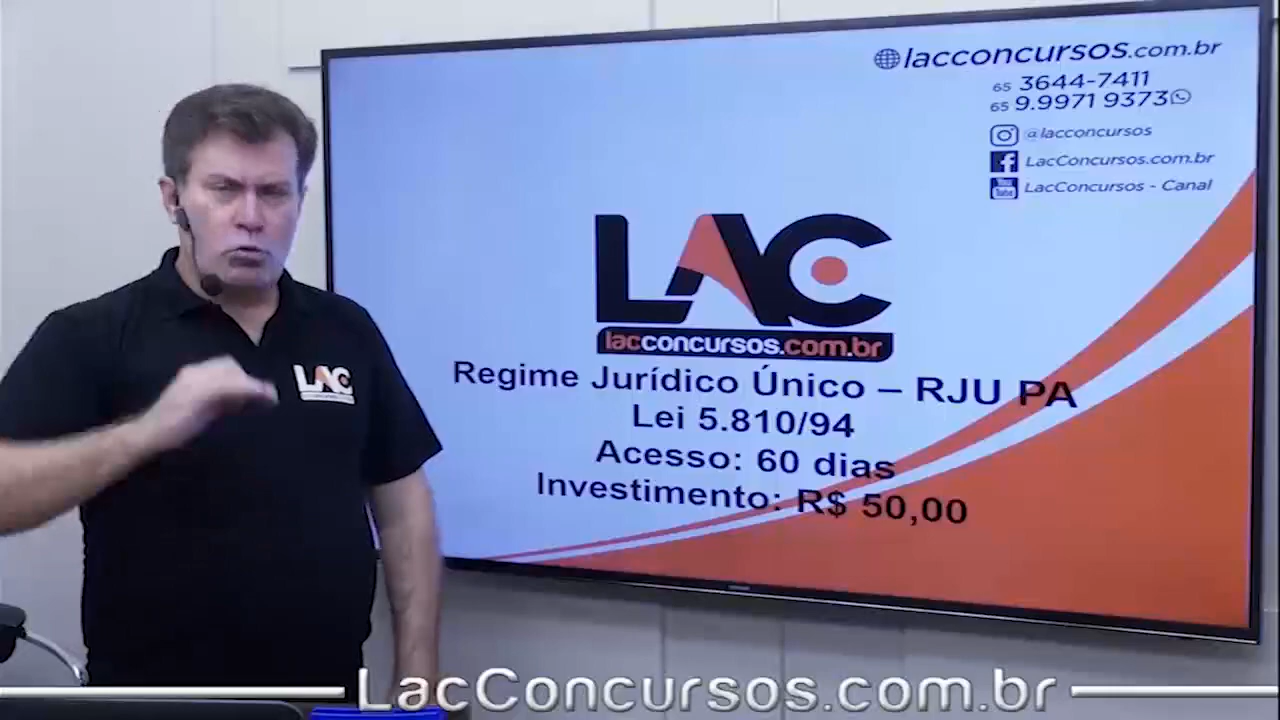 lacconcursos.com.br
65 3644-7411
65 9.9971 9373
@lacconcursos
LacConcursos.com.br
You Tube LacConcursos - Canal
LAC
lacconcursos.com.br
Regime Jurídico Único – RJU PA
Lei 5.810/94
Acesso: 60 dias
Investimento: R$ 50,00
LAC
LacConcursos.com.br